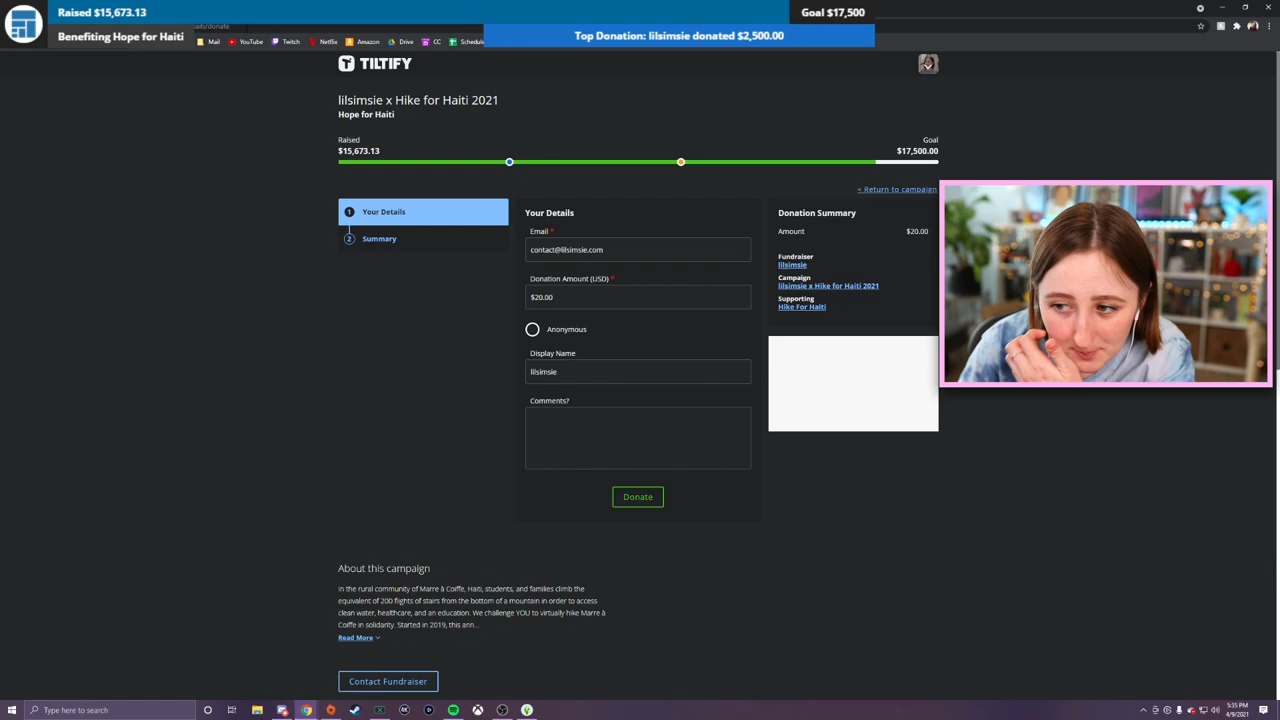 Raised $15,673.13
Goal $17,500
Benefiting Hope for Haiti
aiti/donate
Mail
YouTube
Twitch
Netflix
Amazon
Drive
CC
Schedule
Top Donation: lilsimsie donated $2,500.00
TILTIFY
lilsimsie x Hike for Haiti 2021
Hope for Haiti
Raised
Goal
$15,673.13
$17,500.00
< Return to campaign
1 Your Details
2 Summary
Your Details
Email *
contact@lilsimsie.com
Donation Amount (USD) *
$20.00
Anonymous
Display Name
lilsimsie
Comments?
Donate
Donation Summary
Amount $20.00
Fundraiser
lilsimsie
Campaign
lilsimsie x Hike for Haiti 2021
Supporting
Hike For Haiti
About this campaign
In the rural community of Marre à Coiffe, Haiti, students, and families climb the
equivalent of 200 flights of stairs from the bottom of a mountain in order to access
clean water, healthcare, and an education. We challenge YOU to virtually hike Marre à
Coiffe in solidarity. Started in 2019, this ann...
Read More
Contact Fundraiser
Type here to search
4K
5:35 PM
4/9/2021